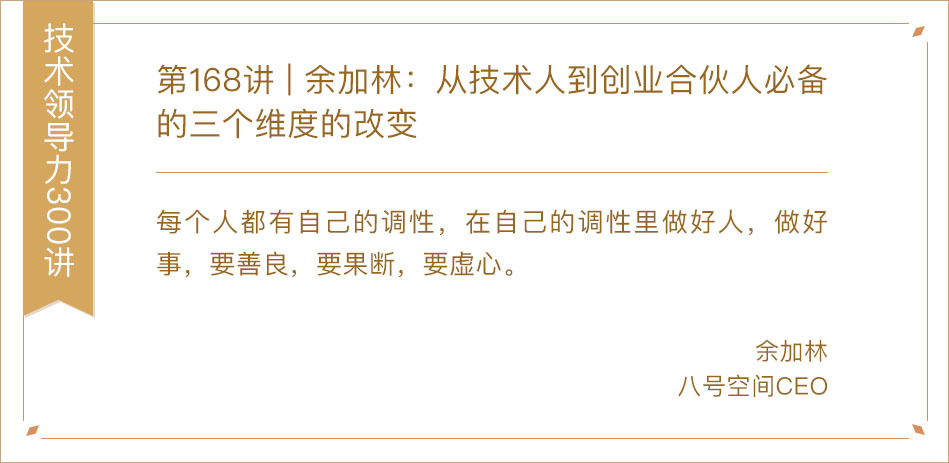 技术领导力300讲
第168讲 | 余加林：从技术人到创业合伙人必备
的三个维度的改变
每个人都有自己的调性，在自己的调性里做好人，做好
事，要善良，要果断，要虚心。
余加林
八号空间CEO